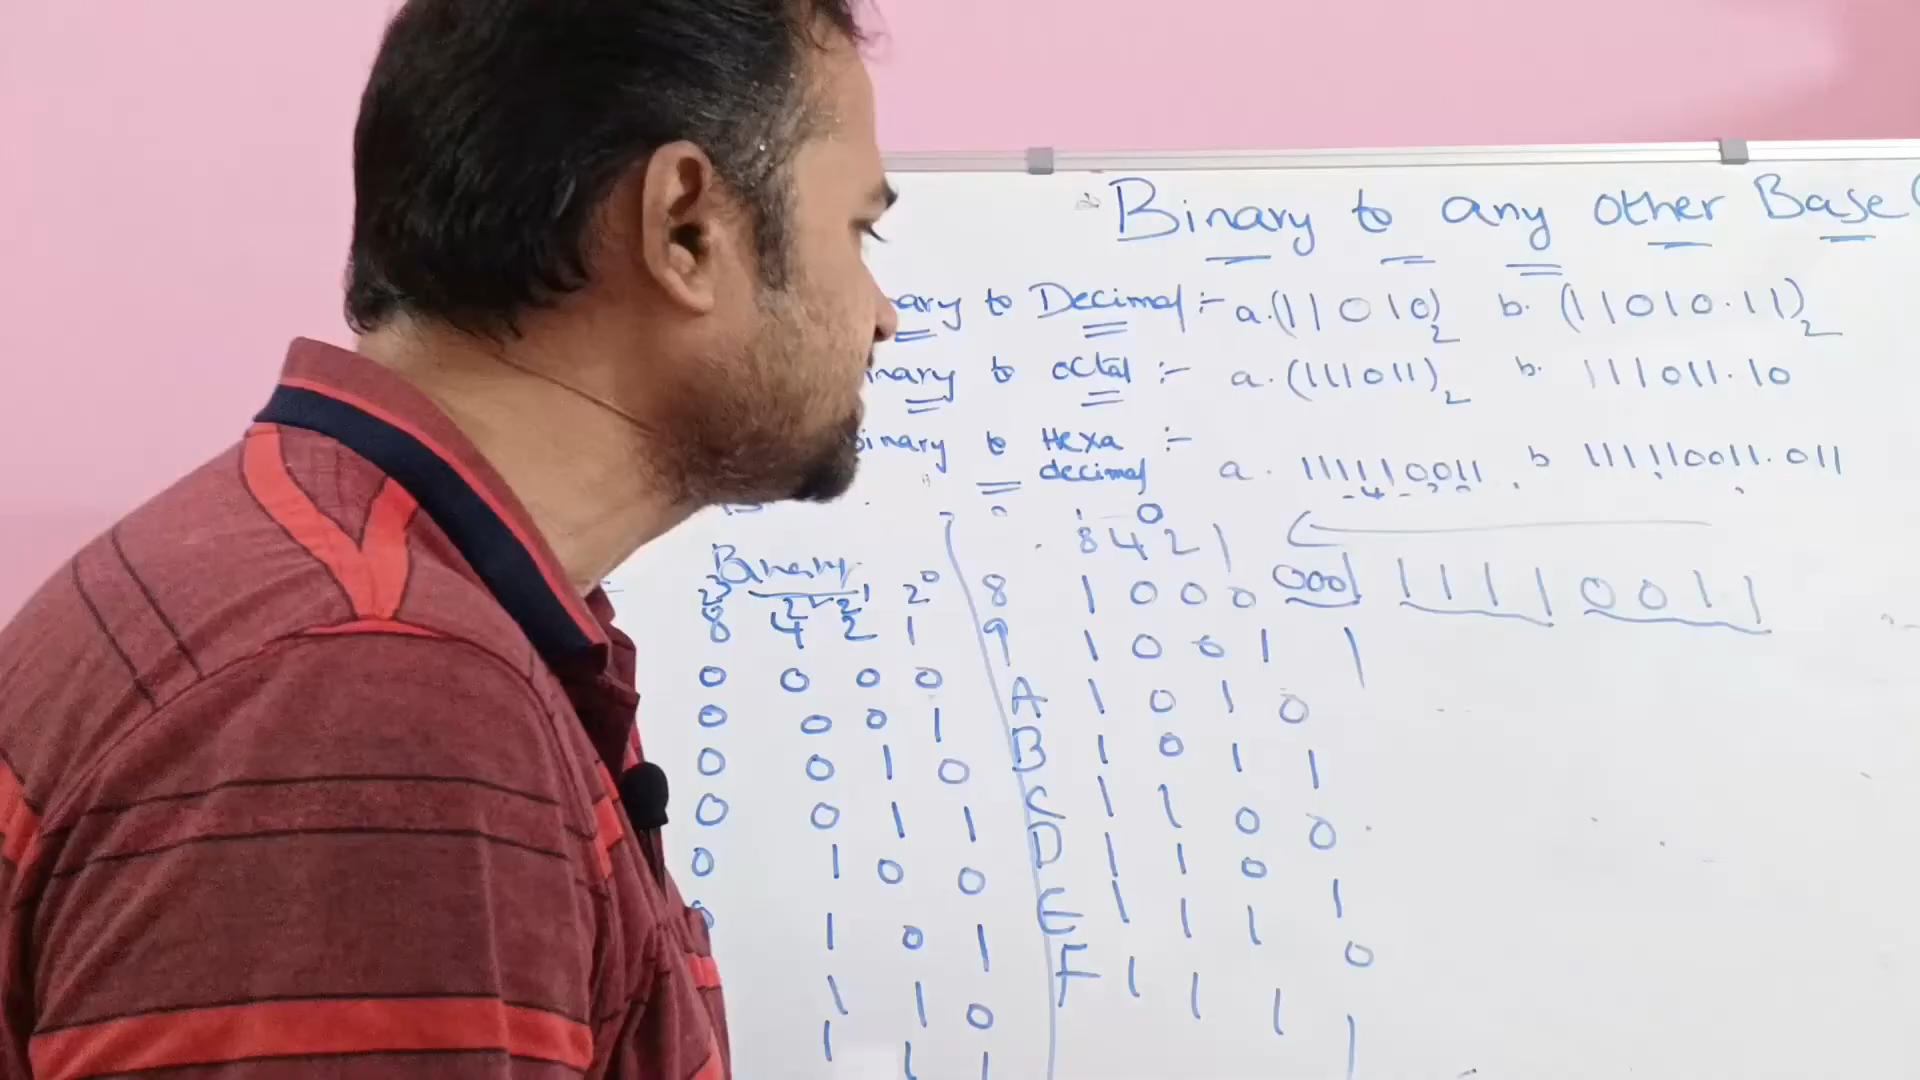 Binary to any other Base (
ary to Decimal :- a. (11010)2 b. (11010.11)2
nary to octal :- a. (111011)2 b. 111011.10
inary to Hexa decimal :- a. 111110011 b 111110011.011
8 4 2 1
Binary
2³ 2² 2¹ 2⁰
8 4 2 1
0 0 0 0
0 0 0 1
0 0 1 0
0 0 1 1
0 1 0 0
0 1 0 1
1 1 0
1 1 1
8 1 0 0 0
9 1 0 0 1
A 1 0 1 0
B 1 0 1 1
C 1 1 0 0
D 1 1 0 1
E 1 1 1 0
F 1 1 1 1
0001 1111 0011
1